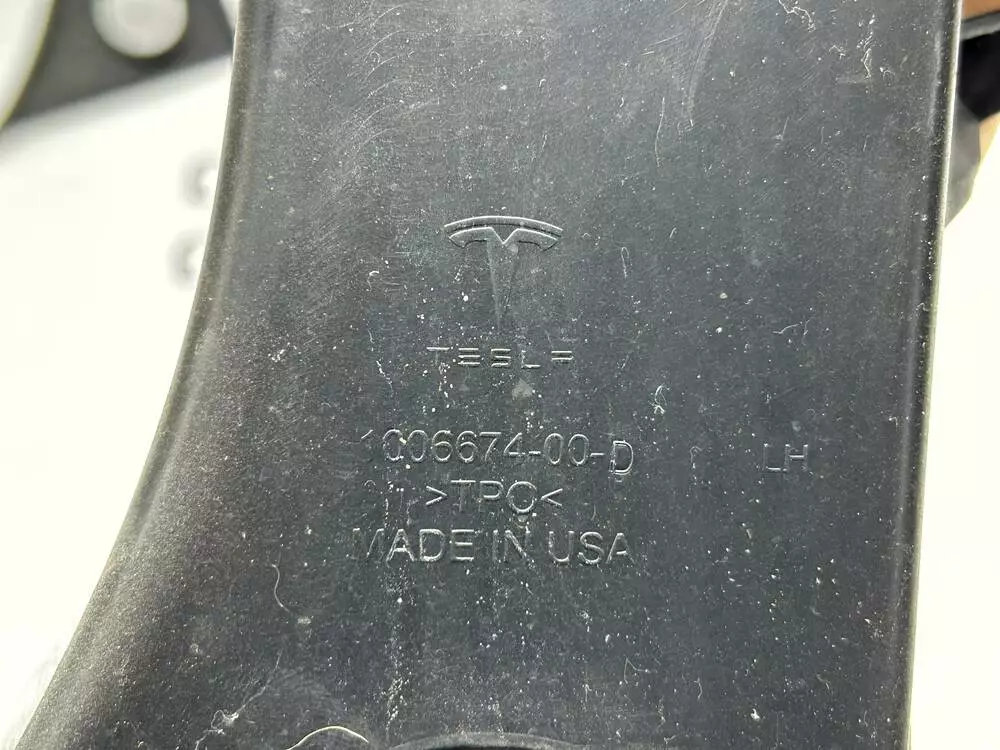 TESLA
1006674-00-D LH
>TPO<
MADE IN USA